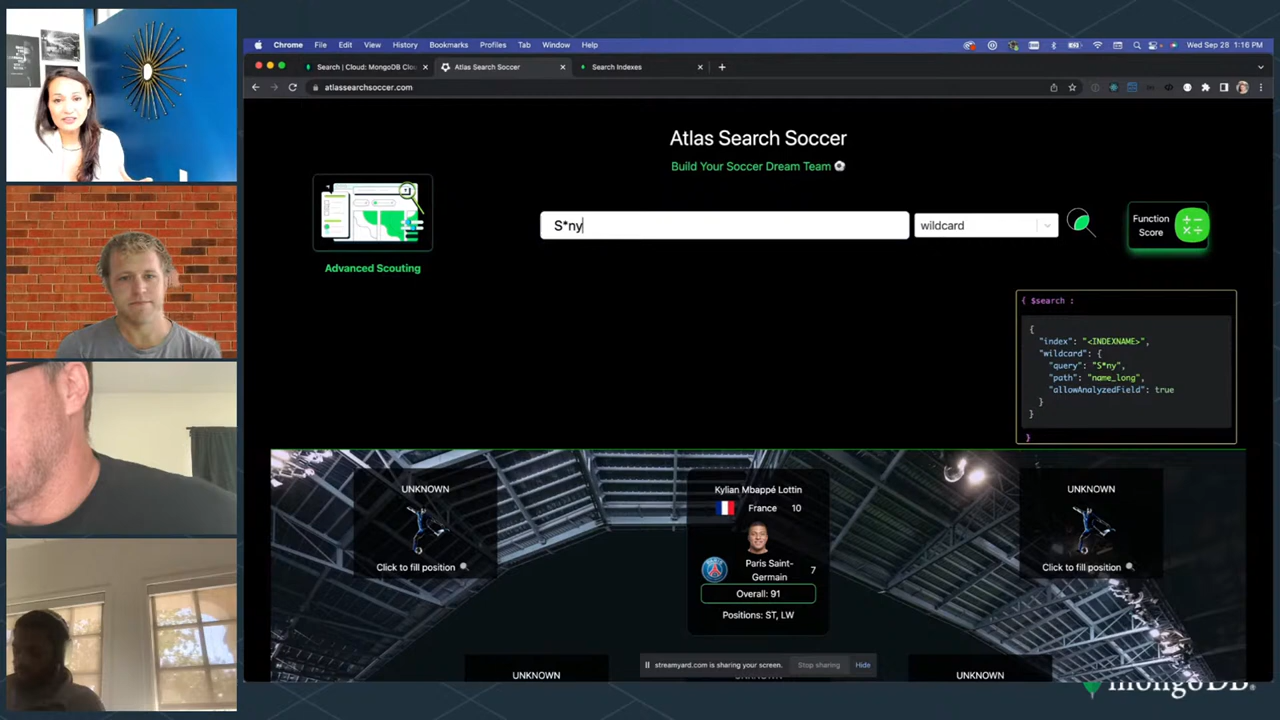 Chrome File Edit View History Bookmarks Profiles Tab Window Help
Wed Sep 28 1:16 PM
Search | Cloud: MongoDB Clou
Atlas Search Soccer
Search Indexes
atlassearchsoccer.com
Atlas Search Soccer
Build Your Soccer Dream Team
S*ny
wildcard
Function
Score
Advanced Scouting
{ $search :
{
"index": "<INDEXNAME>",
"wildcard": {
"query": "S*ny",
"path": "name_long",
"allowAnalyzedField": true
}
}
}
UNKNOWN
Click to fill position
Kylian Mbappé Lottin
France 10
Paris Saint-
Germain
7
Overall: 91
Positions: ST, LW
UNKNOWN
Click to fill position
streamyard.com is sharing your screen. Stop sharing Hide
UNKNOWN
UNKNOWN
mongoDB®